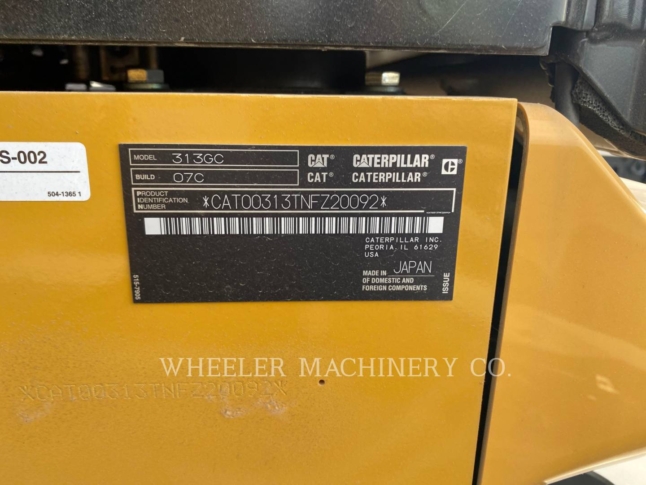 S-002
504-1365 1
MODEL 313GC CAT® CATERPILLAR® C
BUILD 07C CAT® CATERPILLAR®
PRODUCT IDENTIFICATION NUMBER *CAT00313TNFZ20092*
CATERPILLAR INC.
PEORIA, IL 61629
USA
MADE IN JAPAN
OF DOMESTIC AND
FOREIGN COMPONENTS
ISSUE
WHEELER MACHINERY CO.
*CAT00313TNFZ20092*